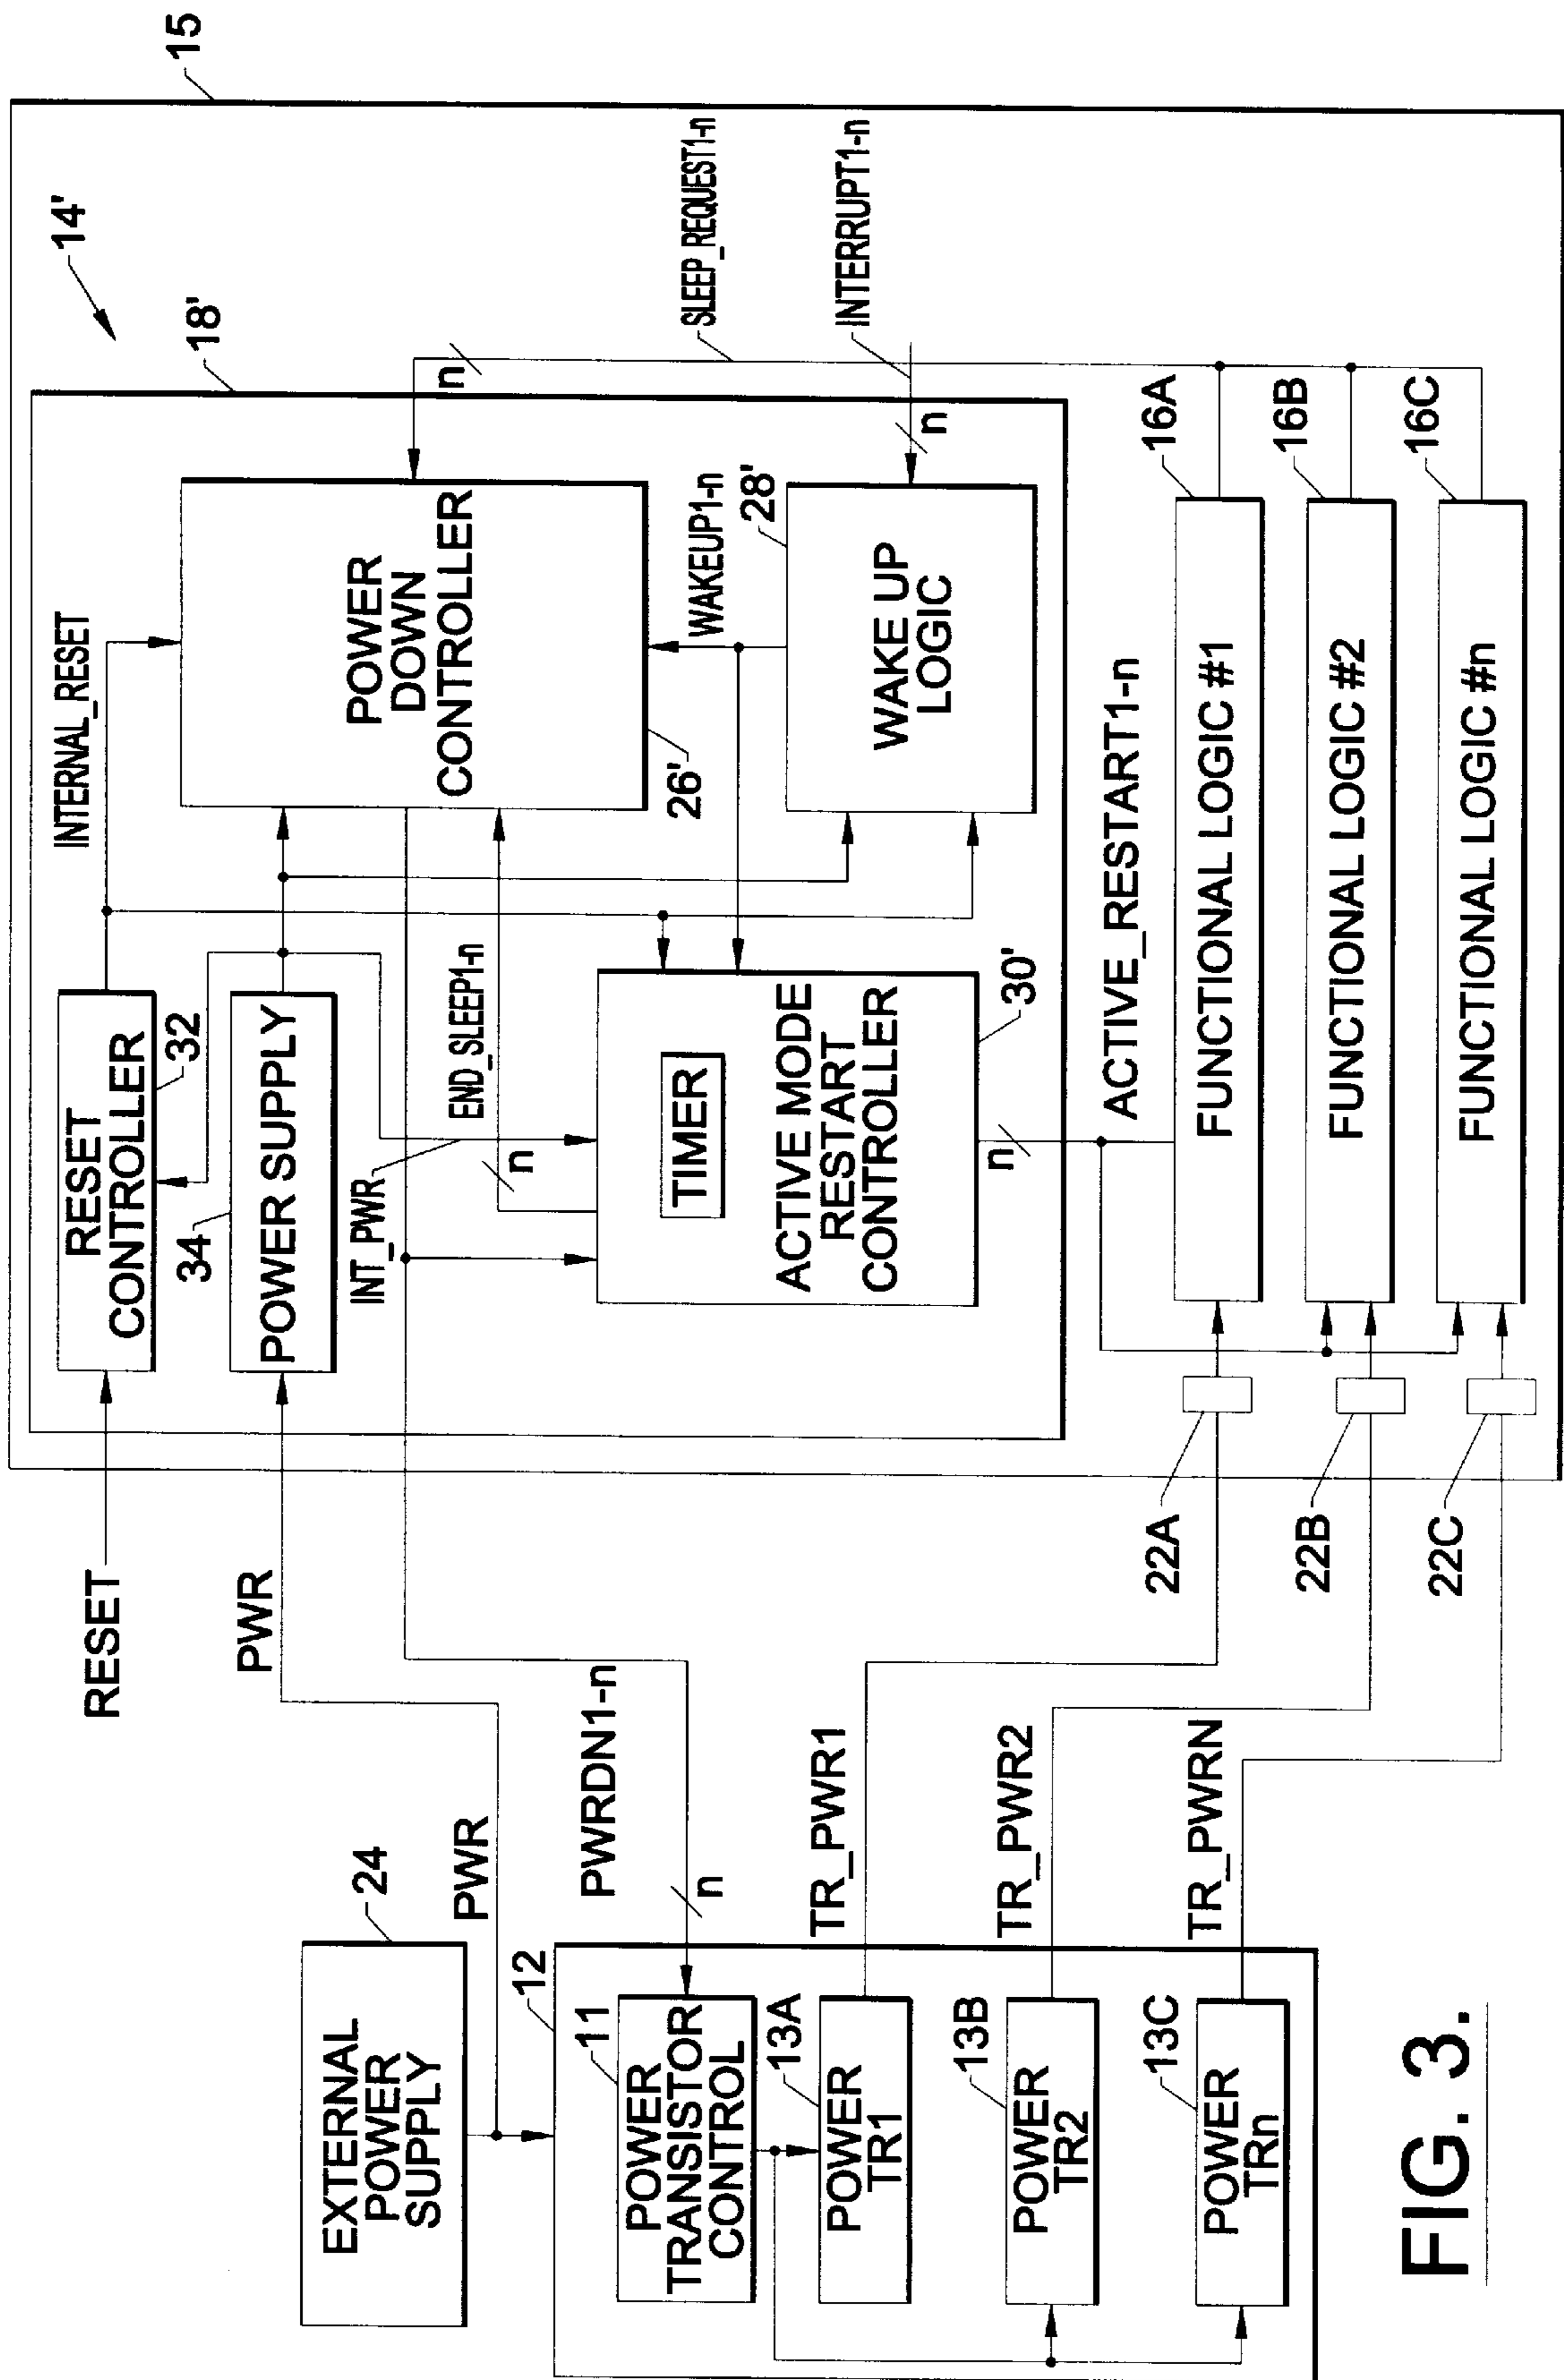 14'
15
18'
RESET
RESET
CONTROLLER
32
INTERNAL_RESET
PWR
34
POWER SUPPLY
POWER
DOWN
CONTROLLER
26'
n
SLEEP_REQUEST1-n
INT_PWR
END_SLEEP1-n
n
WAKEUP1-n
INTERRUPT1-n
n
28'
WAKE UP
LOGIC
TIMER
ACTIVE MODE
RESTART
CONTROLLER
30'
n
ACTIVE_RESTART1-n
EXTERNAL
POWER
SUPPLY
24
PWR
12
PWRDN1-n
n
11
POWER
TRANSISTOR
CONTROL
13A
POWER
TR1
TR_PWR1
22A
FUNCTIONAL LOGIC #1
16A
13B
POWER
TR2
TR_PWR2
22B
FUNCTIONAL LOGIC #2
16B
13C
POWER
TRn
TR_PWRN
22C
FUNCTIONAL LOGIC #n
16C
FIG. 3.